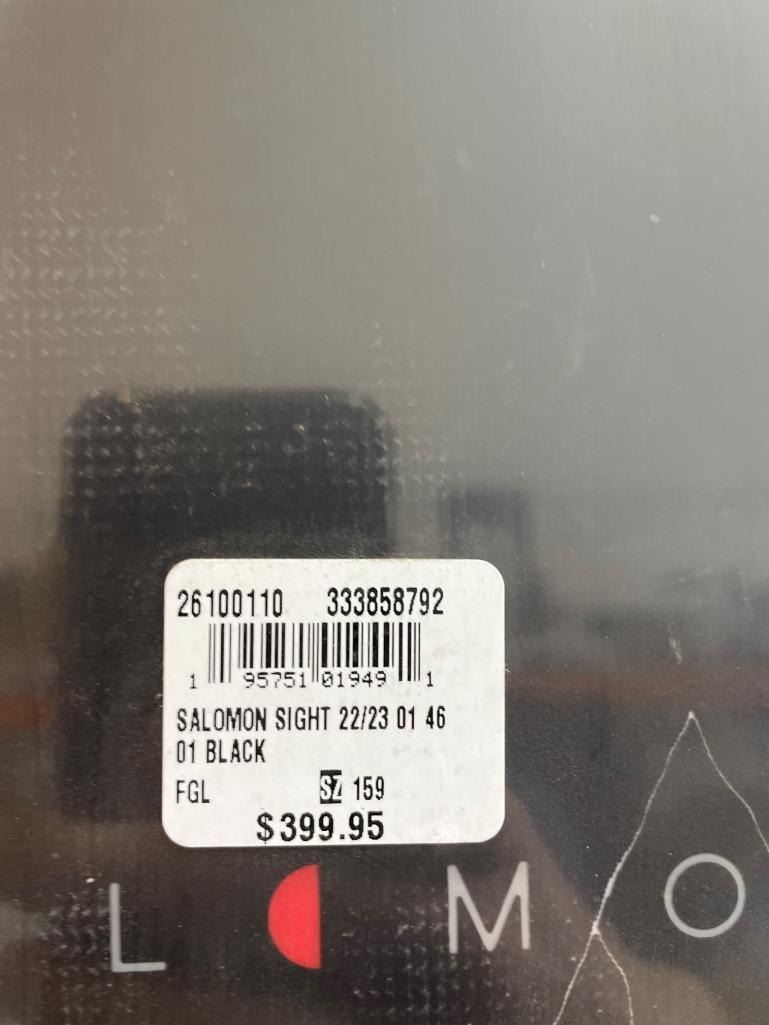 26100110 333858792
1 95751 01949 1
SALOMON SIGHT 22/23 01 46
01 BLACK
FGL SZ 159
$399.95
L M O